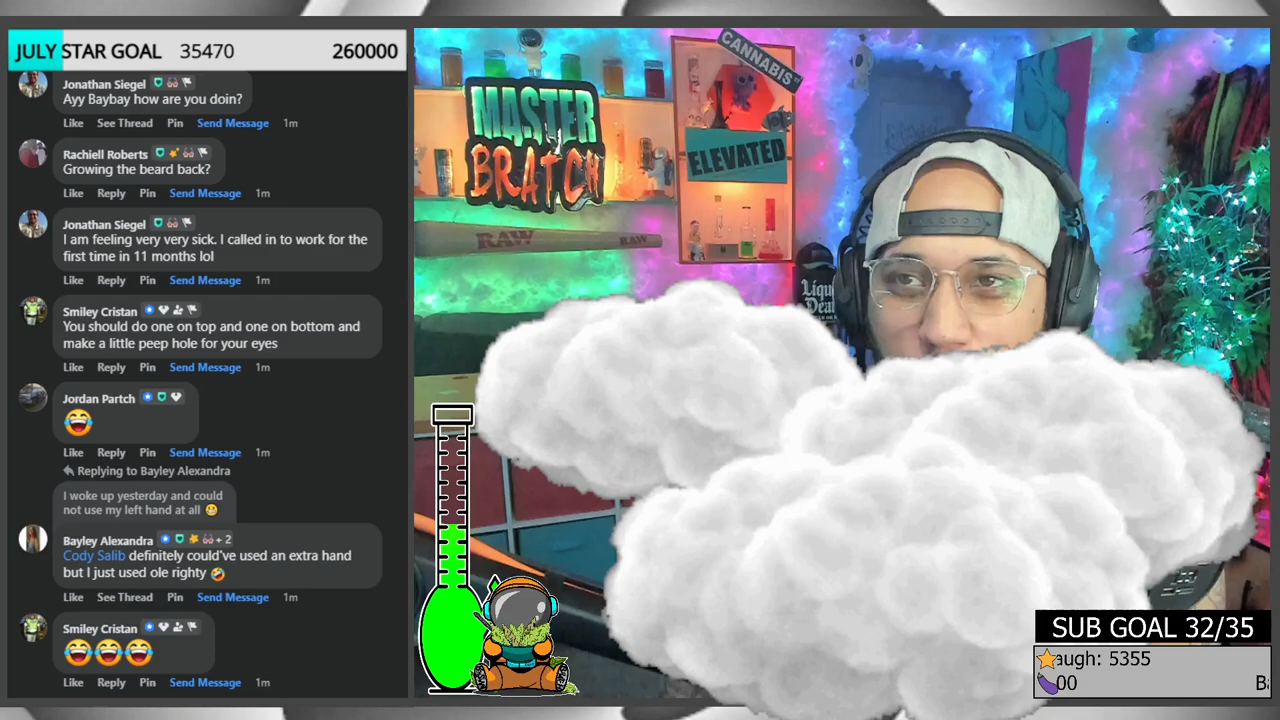 JULY STAR GOAL 35470 260000
Jonathan Siegel
Ayy Baybay how are you doin?
Like See Thread Pin Send Message 1m
Rachiell Roberts
Growing the beard back?
Like Reply Pin Send Message 1m
Jonathan Siegel
I am feeling very very sick. I called in to work for the
first time in 11 months lol
Like Reply Pin Send Message 1m
Smiley Cristan
You should do one on top and one on bottom and
make a little peep hole for your eyes
Like Reply Pin Send Message 1m
Jordan Partch
😂
Like Reply Pin Send Message 1m
Replying to Bayley Alexandra
I woke up yesterday and could
not use my left hand at all 😬
Bayley Alexandra + 2
Cody Salib definitely could've used an extra hand
but I just used ole righty 🤣
Like See Thread Pin Send Message 1m
Smiley Cristan
😂😂😂
Like Reply Pin Send Message 1m
CANNABIS
MASTER
BRATCH
ELEVATED
RAW RAW
SUB GOAL 32/35
augh: 5355
00